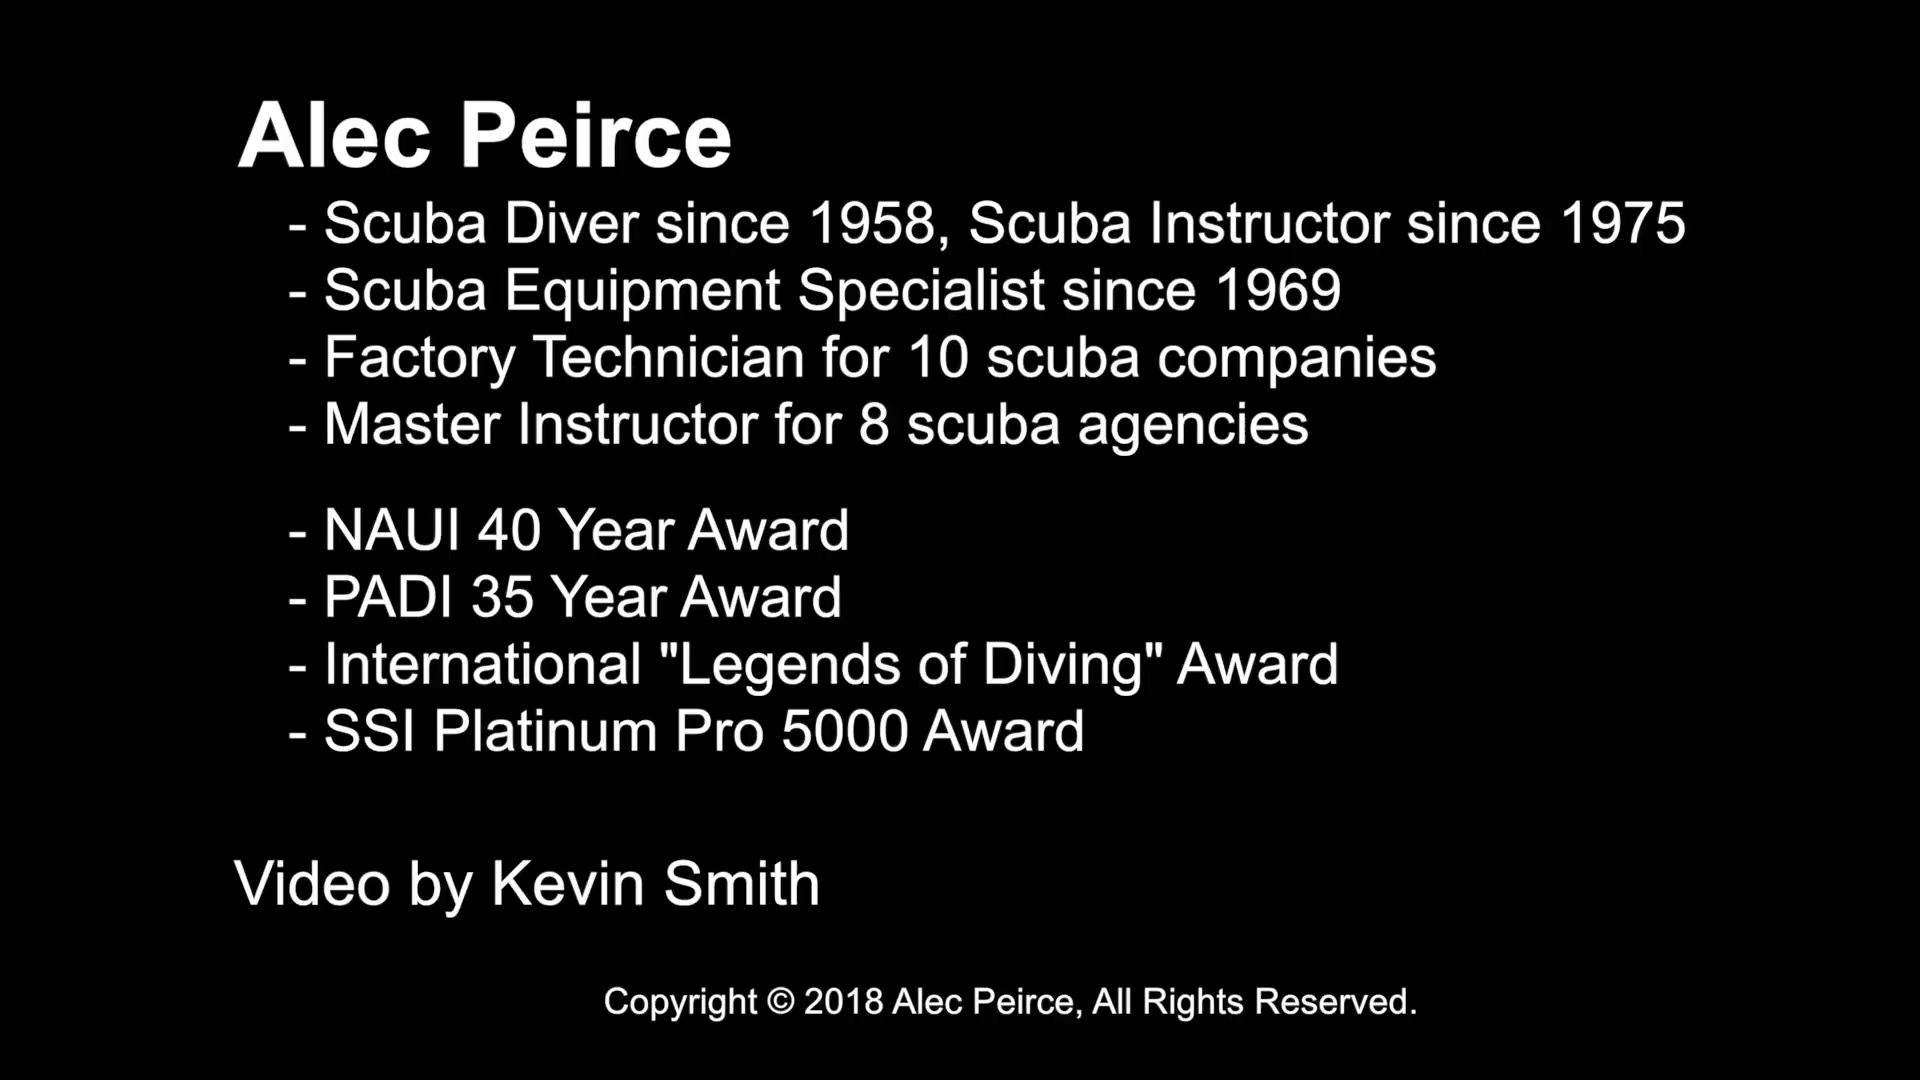 Alec Peirce
- Scuba Diver since 1958, Scuba Instructor since 1975
- Scuba Equipment Specialist since 1969
- Factory Technician for 10 scuba companies
- Master Instructor for 8 scuba agencies
- NAUI 40 Year Award
- PADI 35 Year Award
- International "Legends of Diving" Award
- SSI Platinum Pro 5000 Award
Video by Kevin Smith
Copyright © 2018 Alec Peirce, All Rights Reserved.